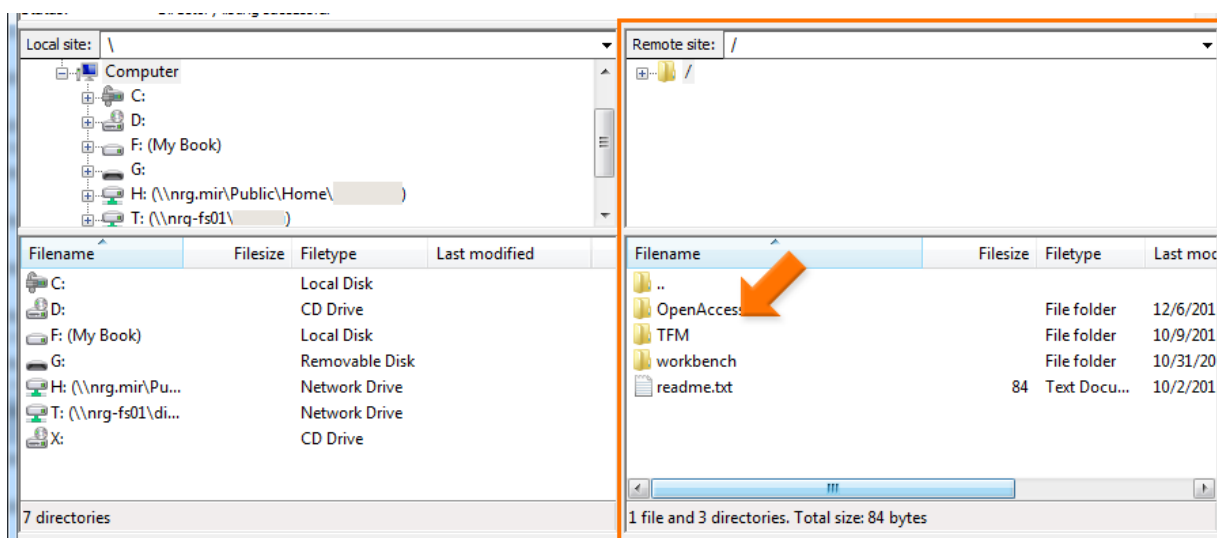 Local site: \
Computer
C:
D:
F: (My Book)
G:
H: (\\nrg.mir\Public\Home\ )
T: (\\nrg-fs01\ )
Filename Filesize Filetype Last modified
C: Local Disk
D: CD Drive
F: (My Book) Local Disk
G: Removable Disk
H: (\\nrg.mir\Pu... Network Drive
T: (\\nrg-fs01\di... Network Drive
X: CD Drive
7 directories
Remote site: /
/
Filename Filesize Filetype Last moc
..
OpenAccess File folder 12/6/201
TFM File folder 10/9/201
workbench File folder 10/31/20
readme.txt 84 Text Docu... 10/2/201
1 file and 3 directories. Total size: 84 bytes